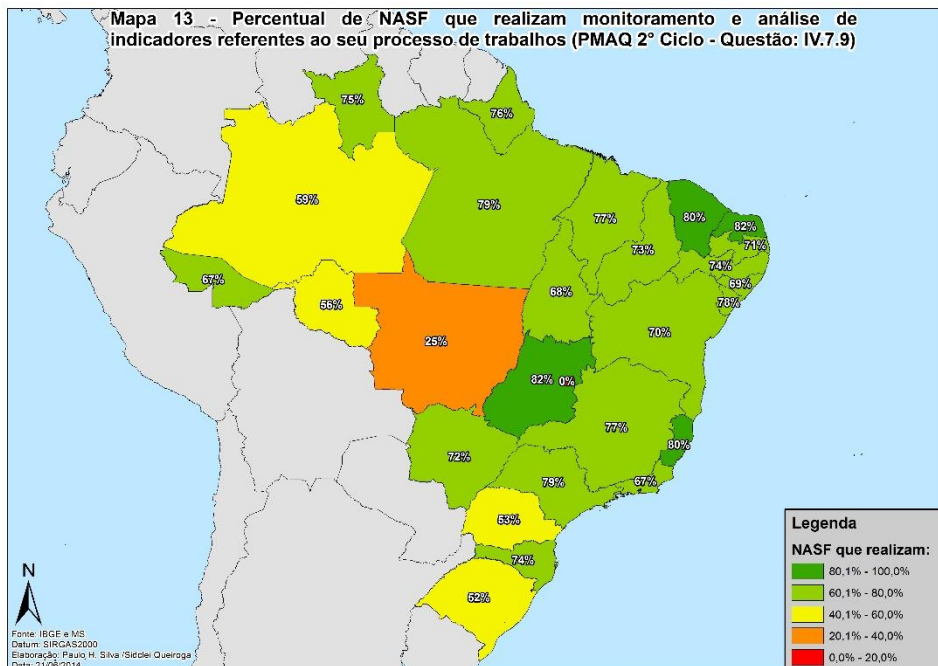 Mapa 13 - Percentual de NASF que realizam monitoramento e análise de
indicadores referentes ao seu processo de trabalhos (PMAQ 2° Ciclo - Questão: IV.7.9)
75%
76%
59%
79%
77%
80%
82%
73%
71%
74%
67%
68%
69%
56%
78%
70%
25%
82% 0%
77%
80%
72%
79%
67%
53%
74%
52%
N
Legenda
NASF que realizam:
80,1% - 100,0%
60,1% - 80,0%
40,1% - 60,0%
20,1% - 40,0%
0,0% - 20,0%
Fonte: IBGE e MS
Datum: SIRGAS2000
Elaboração: Paulo H. Silva /Sidclei Queiroga
Data: 21/08/2014